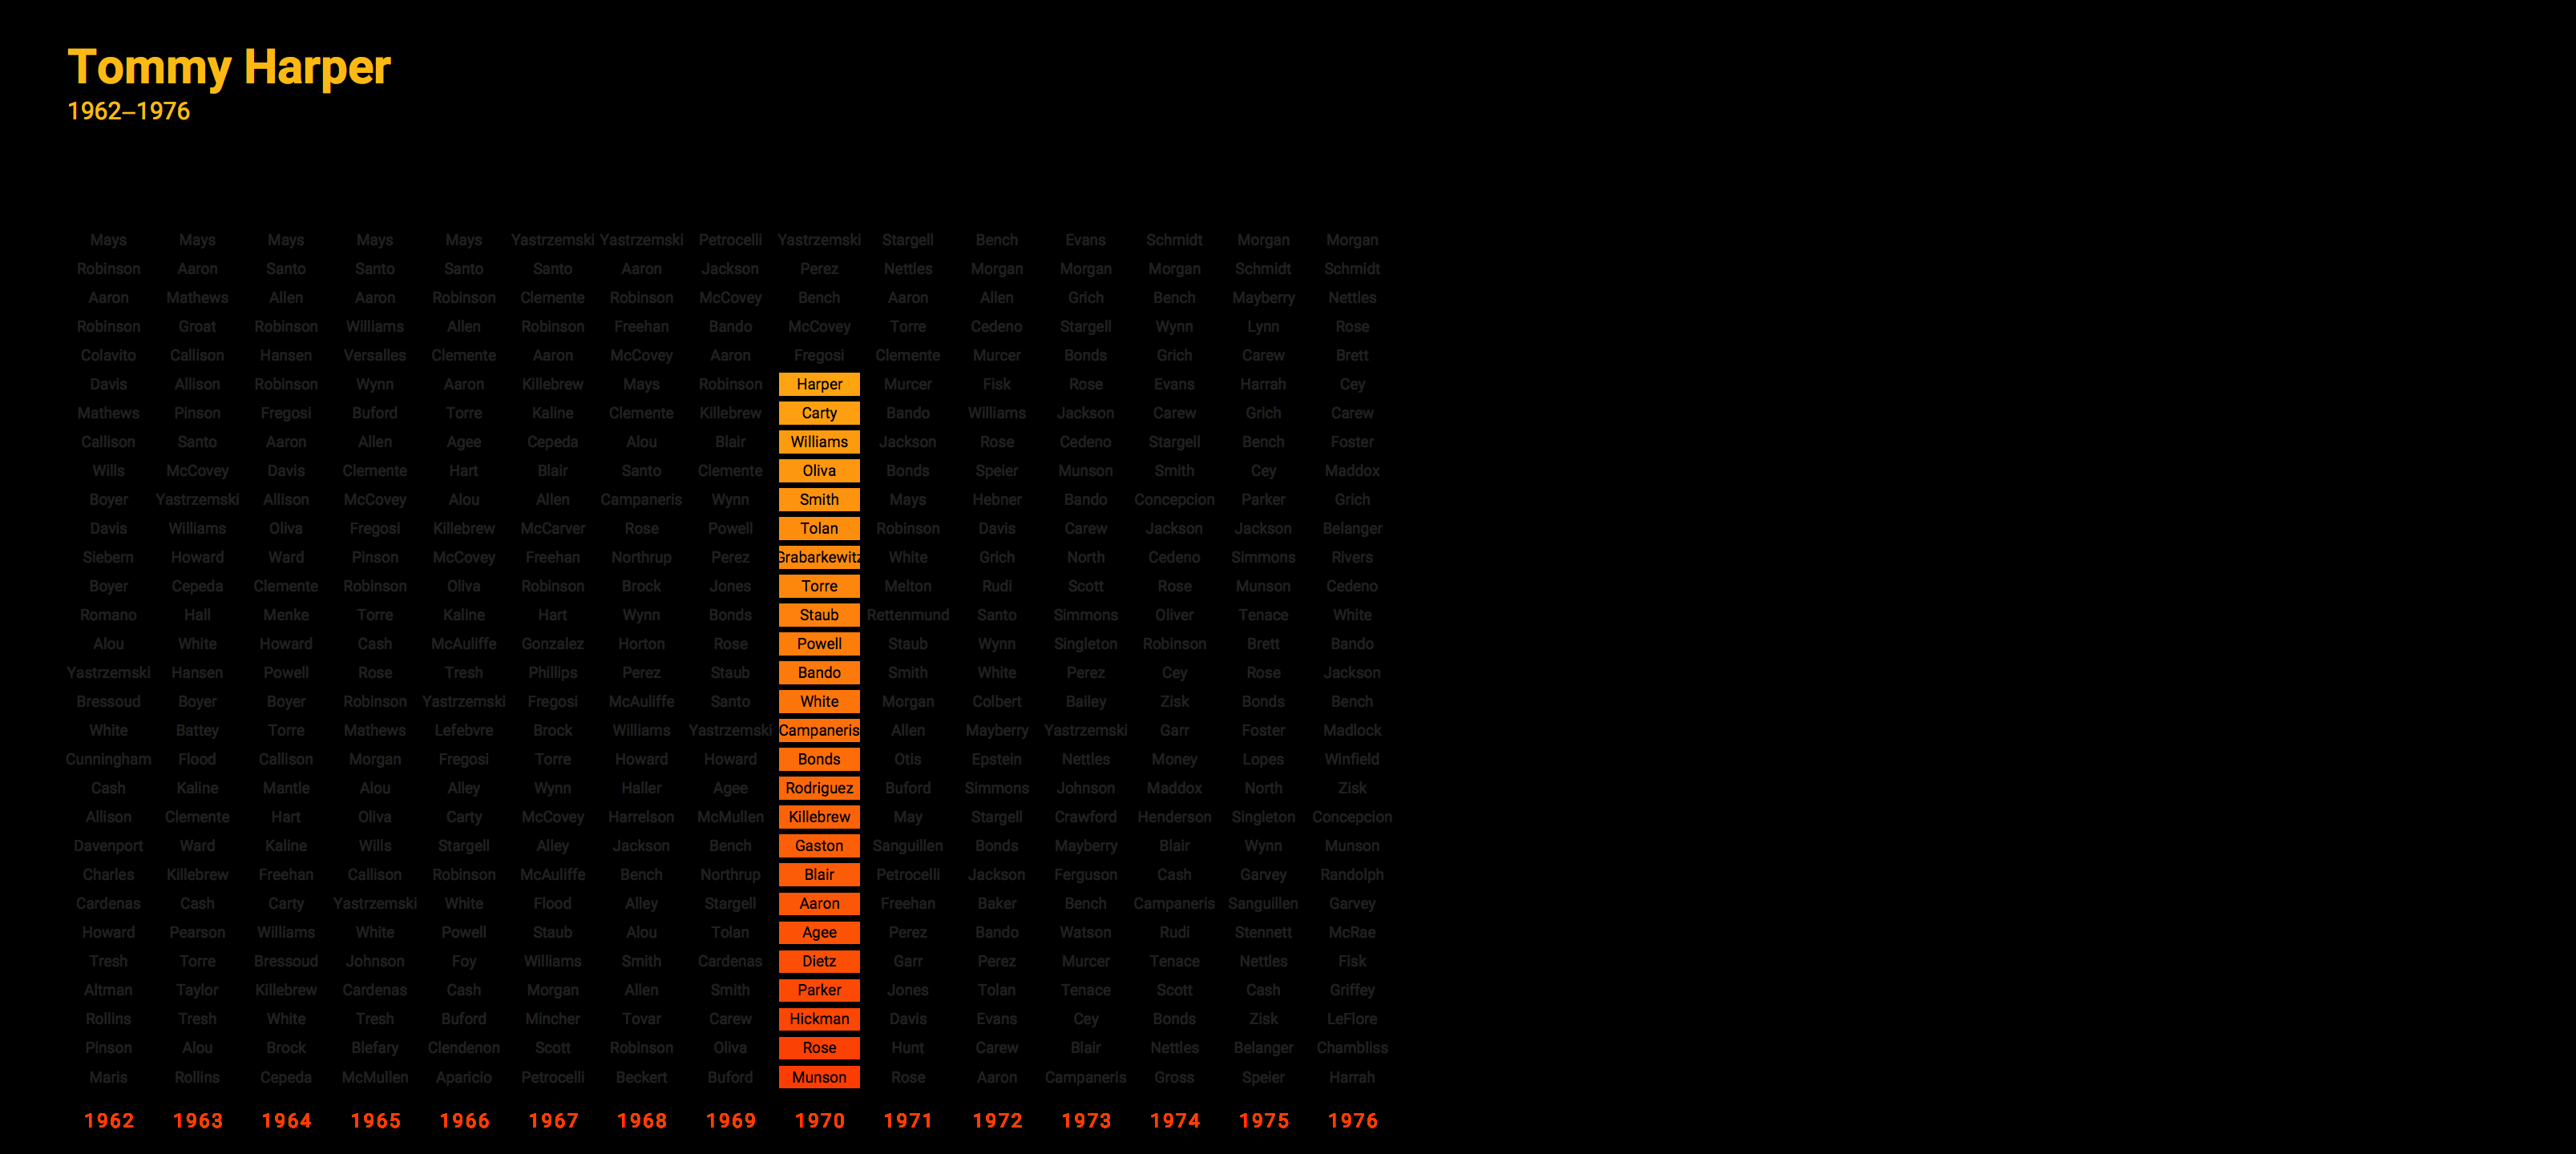 Tommy Harper
1962–1976
Mays Mays Mays Mays Mays Yastrzemski Yastrzemski Petrocelli Yastrzemski Stargell Bench Evans Schmidt Morgan Morgan
Robinson Aaron Santo Santo Santo Santo Aaron Jackson Perez Nettles Morgan Morgan Morgan Schmidt Schmidt
Aaron Mathews Allen Aaron Robinson Clemente Robinson McCovey Bench Aaron Allen Grich Bench Mayberry Nettles
Robinson Groat Robinson Williams Allen Robinson Freehan Bando McCovey Torre Cedeno Stargell Wynn Lynn Rose
Colavito Callison Hansen Versalles Clemente Aaron McCovey Aaron Fregosi Clemente Murcer Bonds Grich Carew Brett
Davis Allison Robinson Wynn Aaron Killebrew Mays Robinson Harper Murcer Fisk Rose Evans Harrah Cey
Mathews Pinson Fregosi Buford Torre Kaline Clemente Killebrew Carty Bando Williams Jackson Carew Grich Carew
Callison Santo Aaron Allen Agee Cepeda Alou Blair Williams Jackson Rose Cedeno Stargell Bench Foster
Wills McCovey Davis Clemente Hart Blair Santo Clemente Oliva Bonds Speier Munson Smith Cey Maddox
Boyer Yastrzemski Allison McCovey Alou Allen Campaneris Wynn Smith Mays Hebner Bando Concepcion Parker Grich
Davis Williams Oliva Fregosi Killebrew McCarver Rose Powell Tolan Robinson Davis Carew Jackson Jackson Belanger
Siebern Howard Ward Pinson McCovey Freehan Northrup Perez Grabarkewitz White Grich North Cedeno Simmons Rivers
Boyer Cepeda Clemente Robinson Oliva Robinson Brock Jones Torre Melton Rudi Scott Rose Munson Cedeno
Romano Hall Menke Torre Kaline Hart Wynn Bonds Staub Rettenmund Santo Simmons Oliver Tenace White
Alou White Howard Cash McAuliffe Gonzalez Horton Rose Powell Staub Wynn Singleton Robinson Brett Bando
Yastrzemski Hansen Powell Rose Tresh Phillips Perez Staub Bando Smith White Perez Cey Rose Jackson
Bressoud Boyer Boyer Robinson Yastrzemski Fregosi McAuliffe Santo White Morgan Colbert Bailey Zisk Bonds Bench
White Battey Torre Mathews Lefebvre Brock Williams Yastrzemski Campaneris Allen Mayberry Yastrzemski Garr Foster Madlock
Cunningham Flood Callison Morgan Fregosi Torre Howard Howard Bonds Otis Epstein Nettles Money Lopes Winfield
Cash Kaline Mantle Alou Alley Wynn Haller Agee Rodriguez Buford Simmons Johnson Maddox North Zisk
Allison Clemente Hart Oliva Carty McCovey Harrelson McMullen Killebrew May Stargell Crawford Henderson Singleton Concepcion
Davenport Ward Kaline Wills Stargell Alley Jackson Bench Gaston Sanguillen Bonds Mayberry Blair Wynn Munson
Charles Killebrew Freehan Callison Robinson McAuliffe Bench Northrup Blair Petrocelli Jackson Ferguson Cash Garvey Randolph
Cardenas Cash Carty Yastrzemski White Flood Alley Stargell Aaron Freehan Baker Bench Campaneris Sanguillen Garvey
Howard Pearson Williams White Powell Staub Alou Tolan Agee Perez Bando Watson Rudi Stennett McRae
Tresh Torre Bressoud Johnson Foy Williams Smith Cardenas Dietz Garr Perez Murcer Tenace Nettles Fisk
Altman Taylor Killebrew Cardenas Cash Morgan Allen Smith Parker Jones Tolan Tenace Scott Cash Griffey
Rollins Tresh White Tresh Buford Mincher Tovar Carew Hickman Davis Evans Cey Bonds Zisk LeFlore
Pinson Alou Brock Blefary Clendenon Scott Robinson Oliva Rose Hunt Carew Blair Nettles Belanger Chambliss
Maris Rollins Cepeda McMullen Aparicio Petrocelli Beckert Buford Munson Rose Aaron Campaneris Gross Speier Harrah
1962 1963 1964 1965 1966 1967 1968 1969 1970 1971 1972 1973 1974 1975 1976